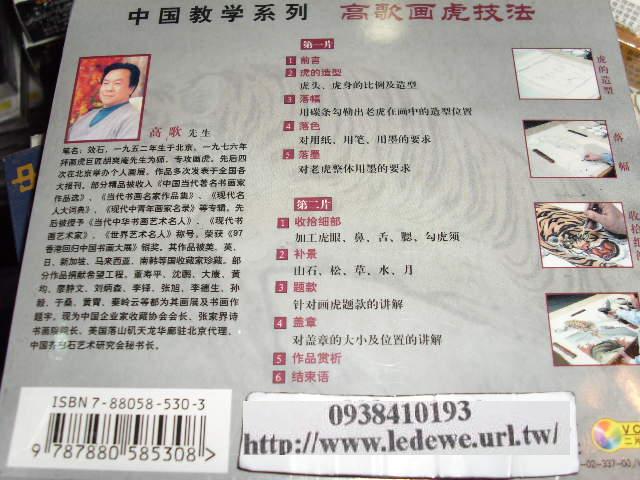 中国教学系列 高歌画虎技法
高歌 先生
笔名:效石,一九五二年生于北京,一九七六年
拜画虎巨匠胡爽庵先生为师,专攻画虎。先后四
次在北京举办个人画展,作品多次发表于全国各
大报刊,部分精品被收入《中国当代著名书画家
作品选》、《当代书画名家作品集》、《现代名
人大词典》、《现代中青年画家名录》等专辑。先
后被授予《当代中华书画艺术名人》、《现代书
画艺术家》、《世界艺术名人》称号,荣获《97
香港回归中国书画大展》银奖。其作品被美、英、
日、新加坡、马来西亚、南韩等国收藏家珍藏。部
分作品捐献希望工程,董寿平、沈鹏、大康、黄
均、廖静文、刘炳森、李铎、张旭、李德生、孙
毅、于桑、黄胄、秦岭云等都为其画展及书画作
题字。现为中国企业家收藏协会会长、张家界诗
书画院院长、美国落山矶天龙华廊驻北京代理、
中国齐白石艺术研究会秘书长。
第一片
1 前言
2 虎的造型
虎头、虎身的比例及造型
3 落幅
用碳条勾勒出老虎在画中的造型位置
4 落色
对用纸、用笔、用墨的要求
5 落墨
对老虎整体用墨的要求
第二片
1 收拾细部
加工虎眼、鼻、舌、腮、勾虎须
2 补景
山石、松、草、水、月
3 题款
针对画虎题款的讲解
4 盖章
对盖章的大小及位置的讲解
5 作品赏析
6 结束语
虎的造型
落幅
收拾细
补
ISBN 7-88058-530-3
9 787880 585308 >
0938410193
http://www.ledewe.url.tw/
VC
-02-337-00/V